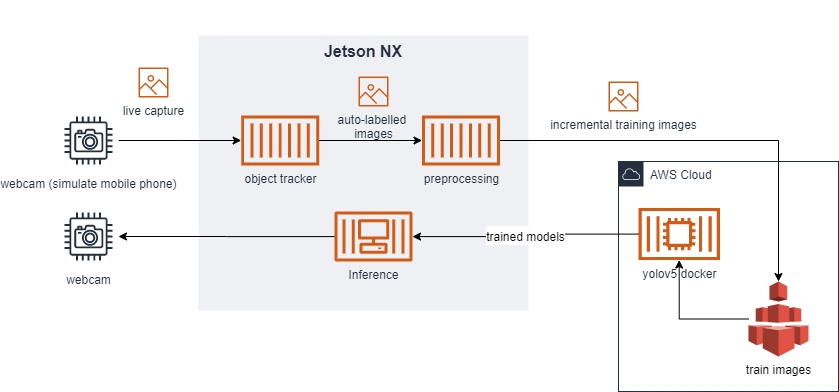 Jetson NX
live capture
auto-labelled
images
incremental training images
webcam (simulate mobile phone)
object tracker
preprocessing
AWS Cloud
trained models
webcam
Inference
yolov5 docker
train images